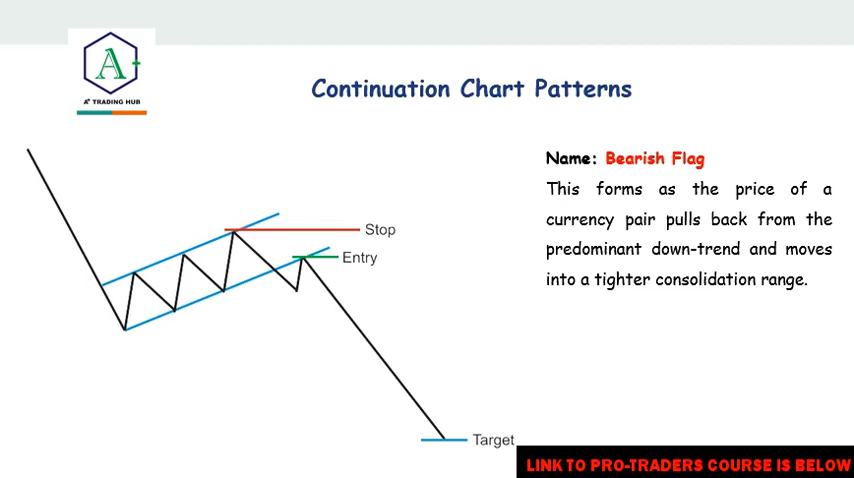 A+
A+ TRADING HUB
Continuation Chart Patterns
Name: Bearish Flag
This forms as the price of a
currency pair pulls back from the
predominant down-trend and moves
into a tighter consolidation range.
Stop
Entry
Target
LINK TO PRO-TRADERS COURSE IS BELOW